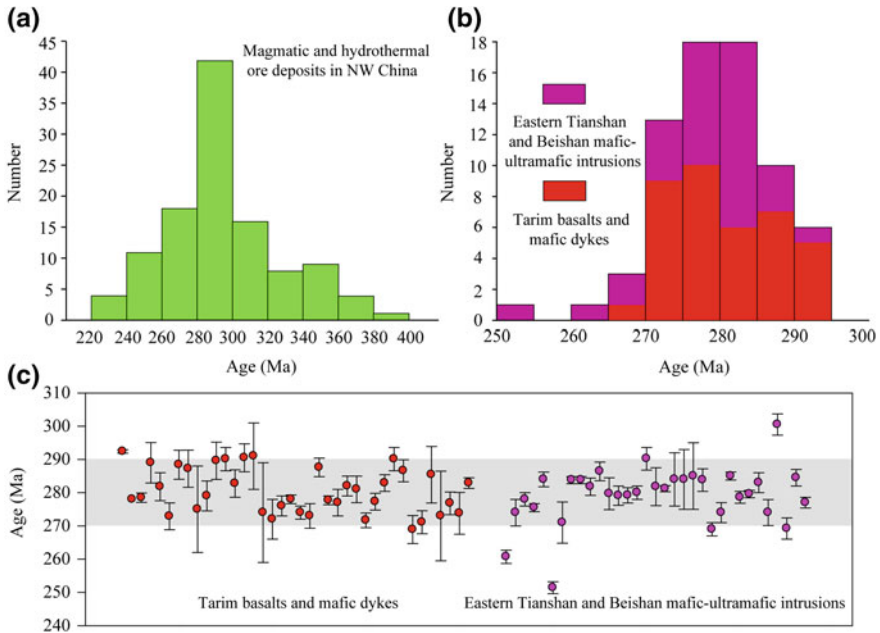 (a)
Magmatic and hydrothermal
ore deposits in NW China
Number
45
40
35
30
25
20
15
10
5
0
220 240 260 280 300 320 340 360 380 400
Age (Ma)
(b)
Eastern Tianshan
and Beishan mafic-
ultramafic intrusions
Tarim basalts and
mafic dykes
Number
18
16
14
12
10
8
6
4
2
0
250 260 270 280 290 300
Age (Ma)
(c)
Age (Ma)
310
300
290
280
270
260
250
240
Tarim basalts and mafic dykes
Eastern Tianshan and Beishan mafic-ultramafic intrusions